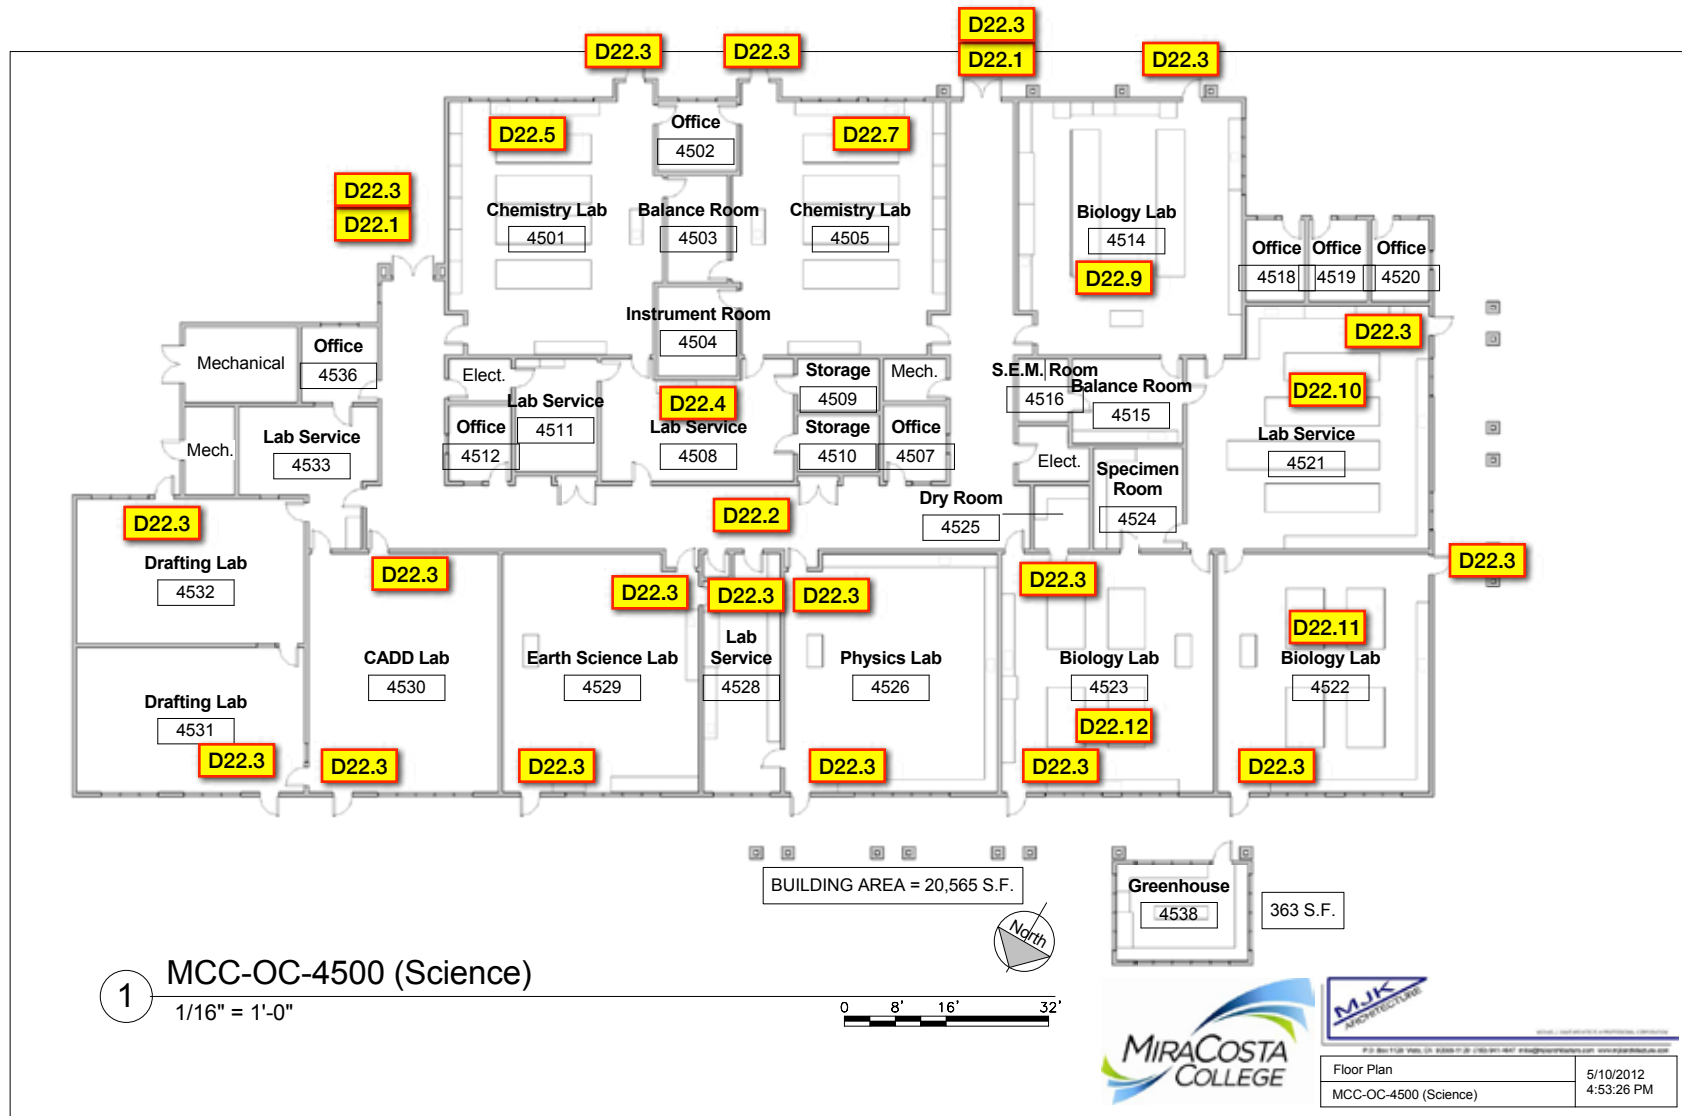 D22.3
D22.3 D22.3 D22.1 D22.3
D22.5 Office D22.7
4502
D22.3
D22.1
Chemistry Lab Balance Room Chemistry Lab Biology Lab
4501 4503 4505 4514
Office Office Office
4518 4519 4520
D22.9
Instrument Room
4504
D22.3
Mechanical Office
4536
Elect. Storage Mech. S.E.M. Room Balance Room
4509 4516 4515
D22.10
Lab Service D22.4
4511
Office Lab Service Storage Office Lab Service
4512 4508 4510 4507 4521
Mech. Lab Service
4533
Elect. Specimen
Room
4524
Dry Room
4525
D22.3 D22.2
Drafting Lab
4532
D22.3 D22.3 D22.3 D22.3 D22.3 D22.3
D22.11
CADD Lab Earth Science Lab Lab
Service Physics Lab Biology Lab Biology Lab
4530 4529 4528 4526 4523 4522
Drafting Lab
4531
D22.12
D22.3 D22.3 D22.3 D22.3 D22.3 D22.3
BUILDING AREA = 20,565 S.F.
Greenhouse
4538
363 S.F.
North
1 MCC-OC-4500 (Science)
1/16" = 1'-0"
0 8' 16' 32'
MIRACOSTA
COLLEGE
MJK
ARCHITECTURE
Floor Plan
MCC-OC-4500 (Science)
5/10/2012
4:53:26 PM